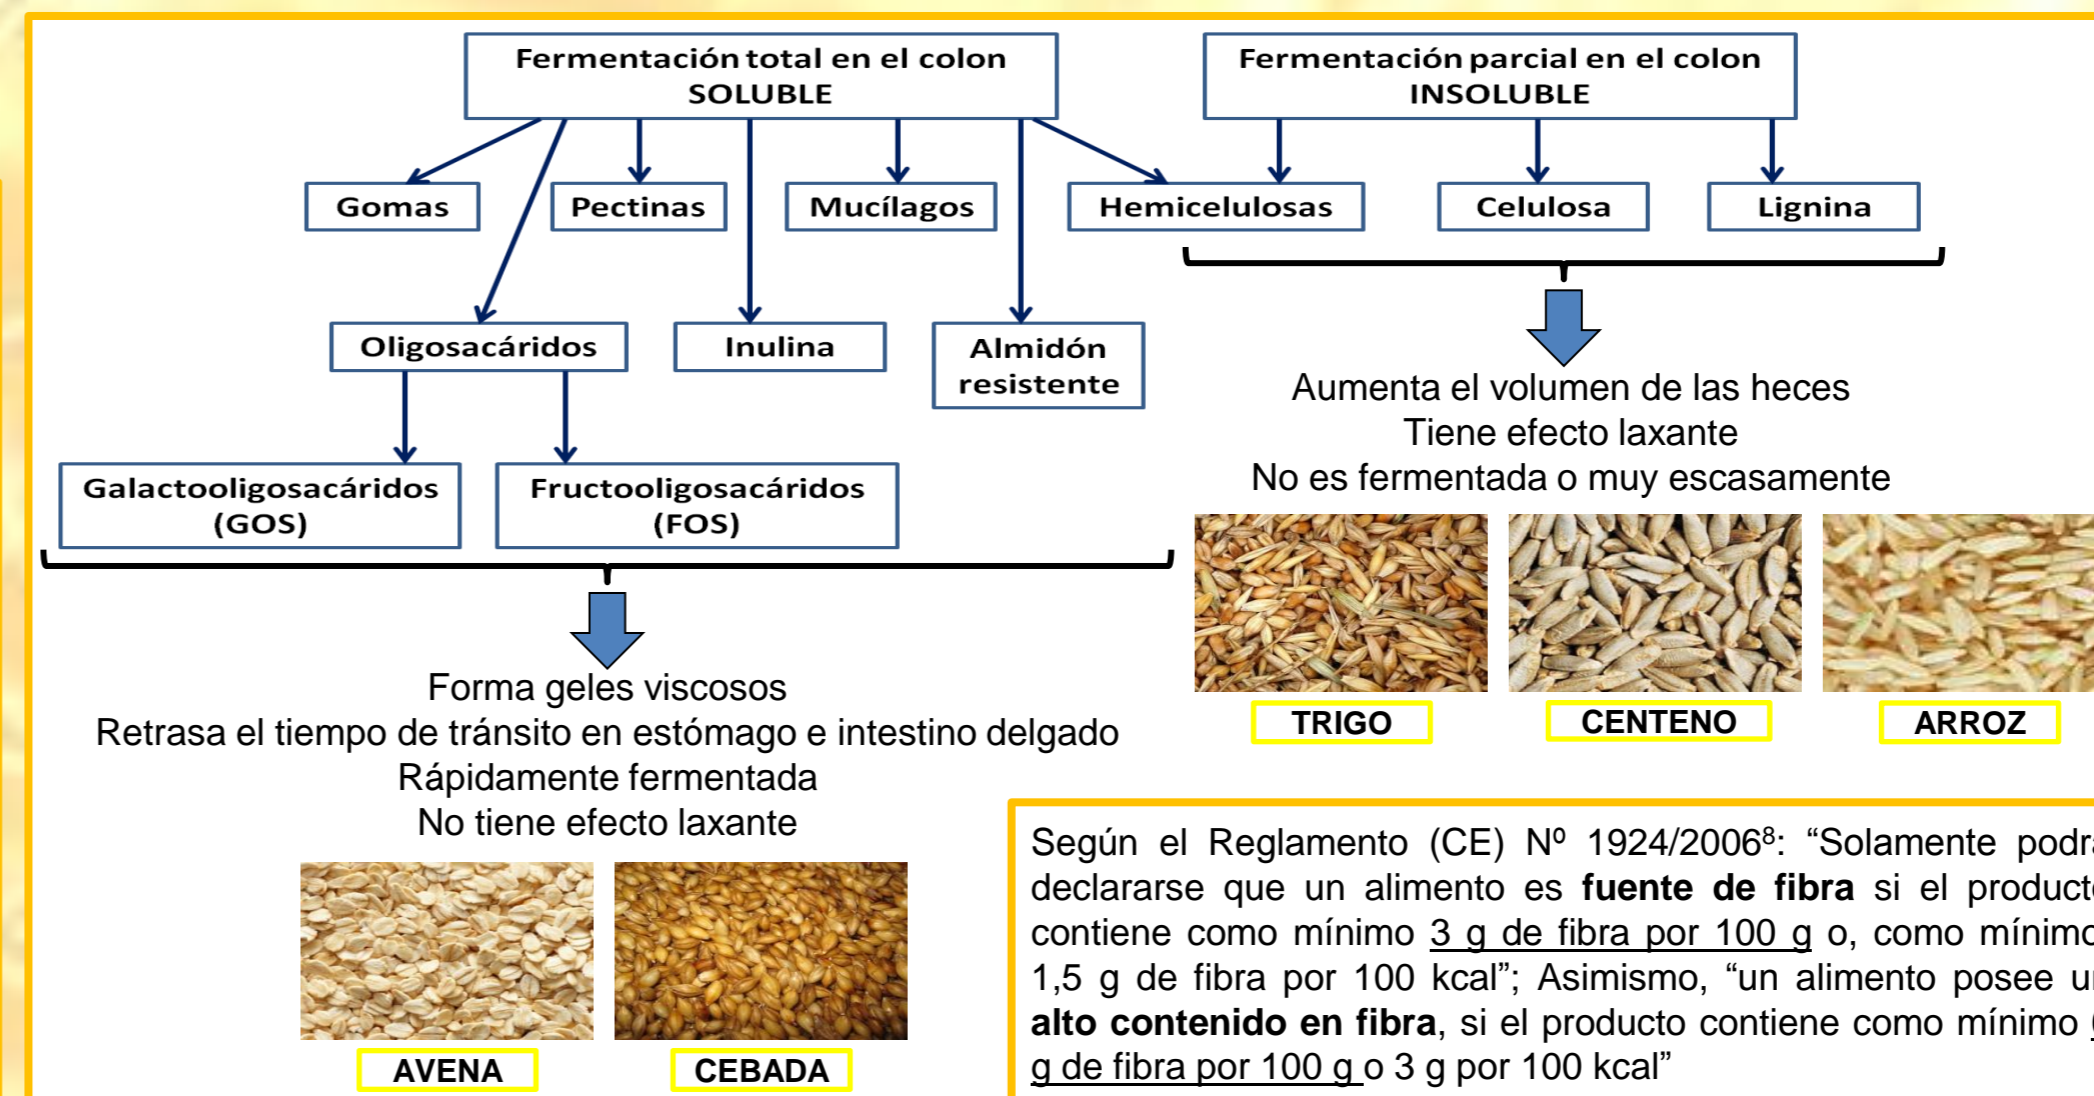 Fermentación total en el colon
SOLUBLE
Fermentación parcial en el colon
INSOLUBLE
Gomas
Pectinas
Mucílagos
Hemicelulosas
Celulosa
Lignina
Oligosacáridos
Inulina
Almidón
resistente
Galactooligosacáridos
(GOS)
Fructooligosacáridos
(FOS)
Aumenta el volumen de las heces
Tiene efecto laxante
No es fermentada o muy escasamente
TRIGO
CENTENO
ARROZ
Forma geles viscosos
Retrasa el tiempo de tránsito en estómago e intestino delgado
Rápidamente fermentada
No tiene efecto laxante
AVENA
CEBADA
Según el Reglamento (CE) Nº 1924/2006⁸: “Solamente podrá
declararse que un alimento es fuente de fibra si el producto
contiene como mínimo 3 g de fibra por 100 g o, como mínimo
1,5 g de fibra por 100 kcal”; Asimismo, “un alimento posee un
alto contenido en fibra, si el producto contiene como mínimo
g de fibra por 100 g o 3 g por 100 kcal”